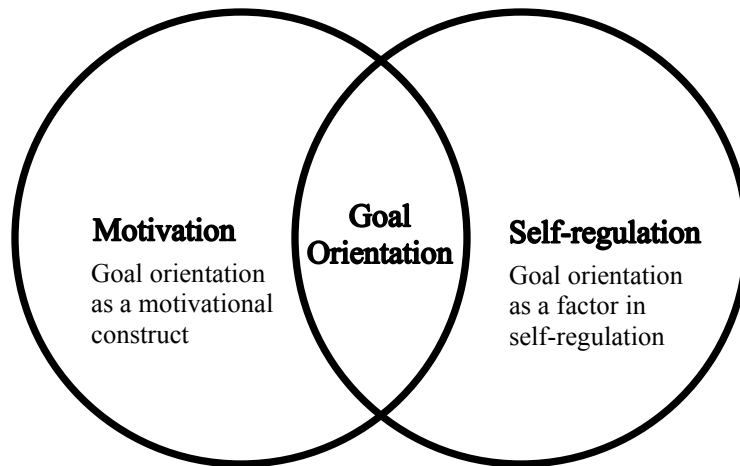 Motivation
Goal orientation
as a motivational
construct
Goal
Orientation
Self-regulation
Goal orientation
as a factor in
self-regulation